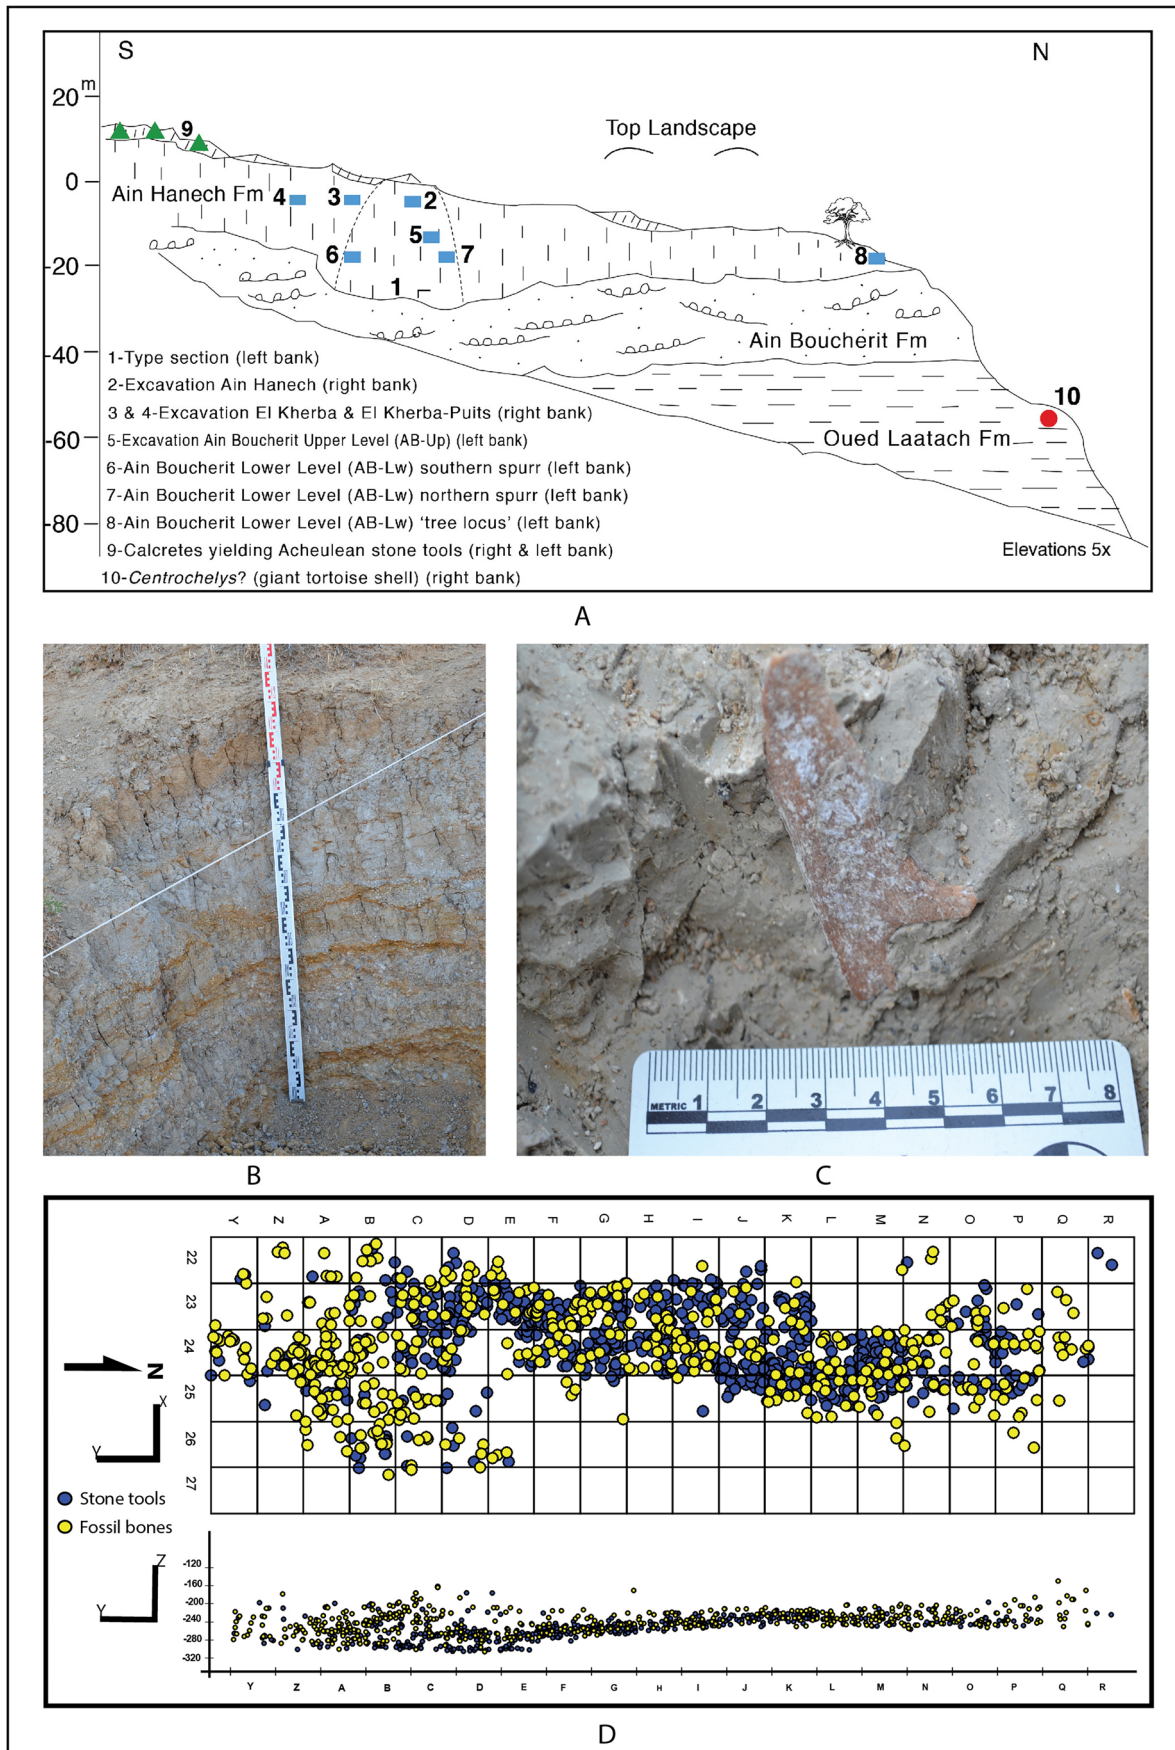 S
N
m
20
Top Landscape
9
0
Ain Hanech Fm
4
3
2
5
6
7
8
-20
1
Ain Boucherit Fm
-40
1-Type section (left bank)
2-Excavation Ain Hanech (right bank)
10
3 & 4-Excavation El Kherba & El Kherba-Puits (right bank)
Oued Laatach Fm
-60
5-Excavation Ain Boucherit Upper Level (AB-Up) (left bank)
6-Ain Boucherit Lower Level (AB-Lw) southern spurr (left bank)
7-Ain Boucherit Lower Level (AB-Lw) northern spurr (left bank)
-80
8-Ain Boucherit Lower Level (AB-Lw) ‘tree locus’ (left bank)
9-Calcretes yielding Acheulean stone tools (right & left bank)
Elevations 5x
10-Centrochelys? (giant tortoise shell) (right bank)
A
METRIC 1 2 3 4 5 6 7 8
B
C
Y Z A B C D E F G H I J K L M N O P Q R
22
23
24
25
26
27
N
X
Y
Stone tools
Fossil bones
Z
Y
-120
-160
-200
-240
-280
-320
Y Z A B C D E F G H I J K L M N O P Q R
D